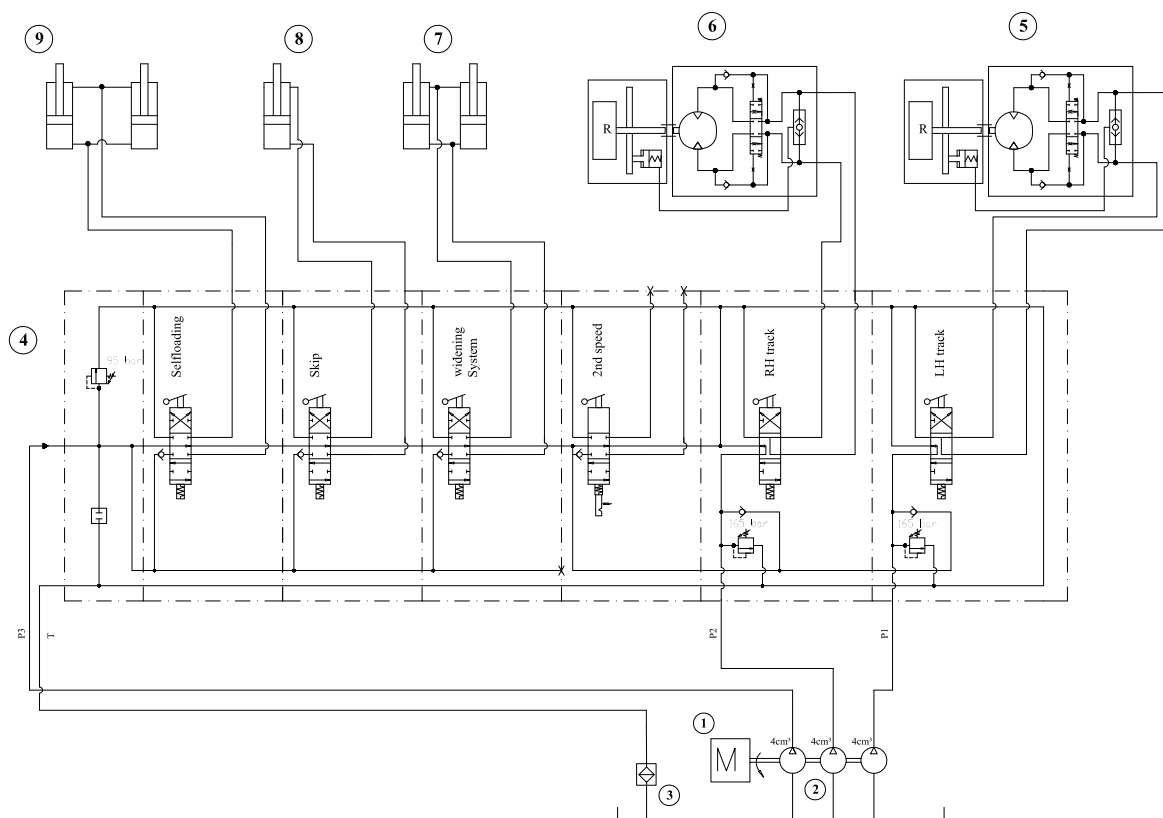 9
8
7
6
5
R
R
4
95 bar
Selfloading
Skip
widening
System
2nd speed
RH track
LH track
165 bar
165 bar
P3
T
P2
P1
1
M
4cm³
4cm³
4cm³
2
3